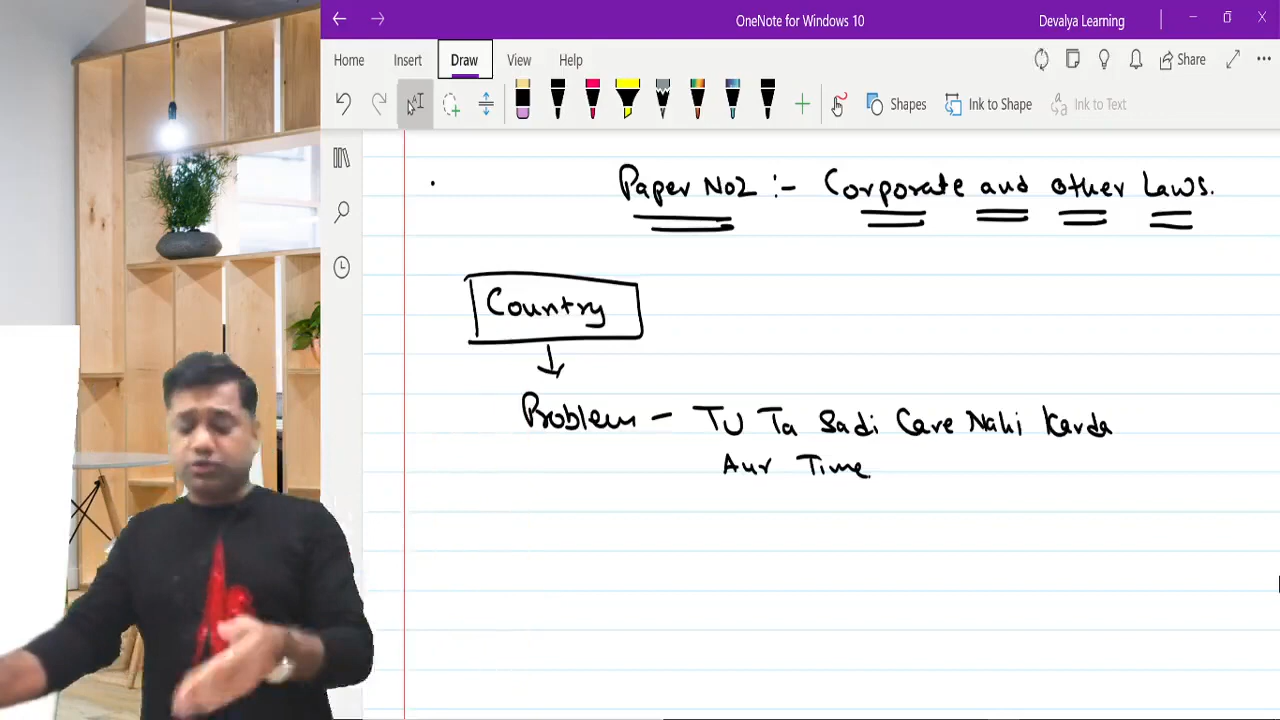 OneNote for Windows 10
Devalya Learning
Home Insert Draw View Help
Share
Shapes Ink to Shape Ink to Text
Paper No2 :- Corporate and other Laws.
Country
Problem - TU Ta Sadi Care Nahi Karda
Aur Time